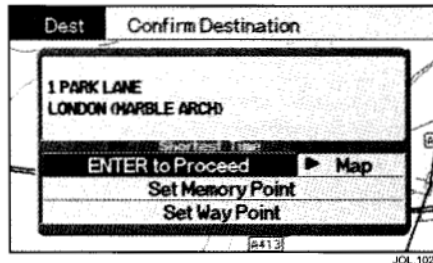 Dest Confirm Destination
1 PARK LANE
LONDON (MARBLE ARCH)
Shortest Time
ENTER to Proceed ▶ Map
Set Memory Point
Set Way Point
A413
JOL 102